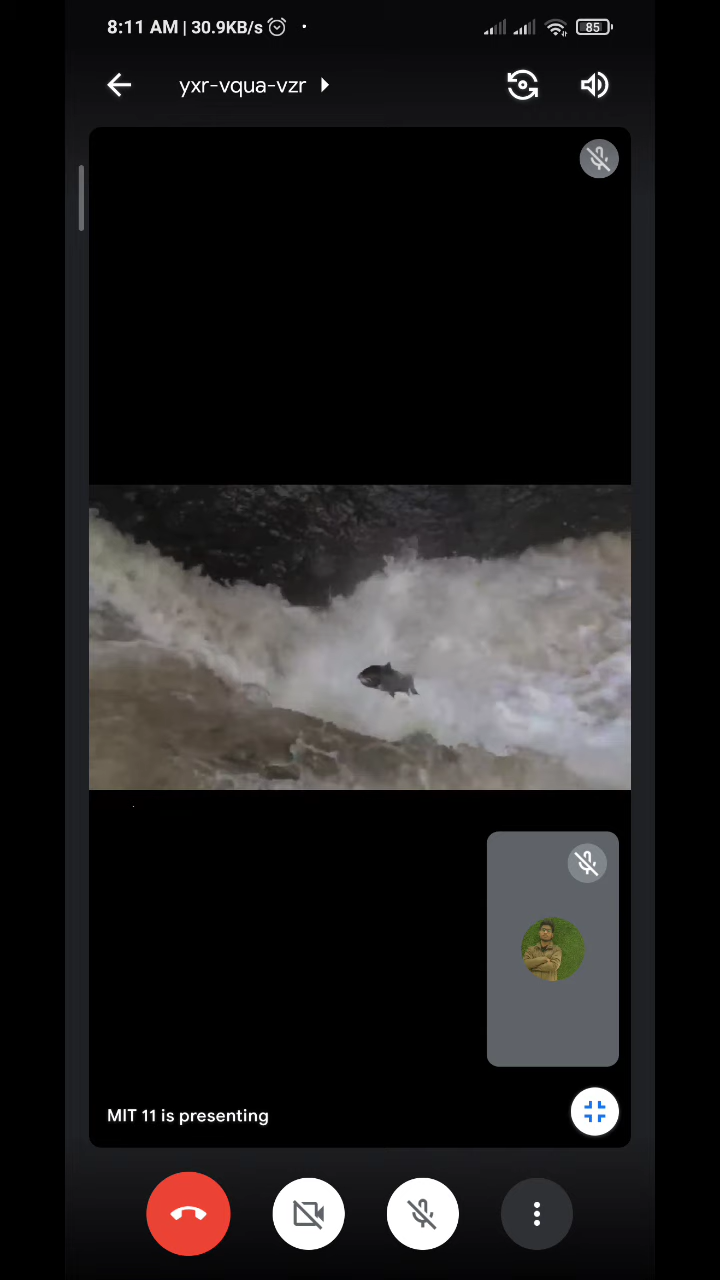 8:11 AM | 30.9KB/s
85
yxr-vqua-vzr
MIT 11 is presenting